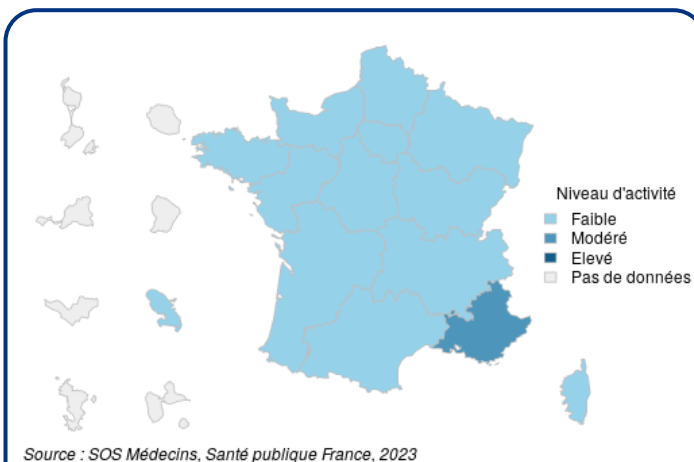 Niveau d'activité
Faible
Modéré
Elevé
Pas de données
Source : SOS Médecins, Santé publique France, 2023